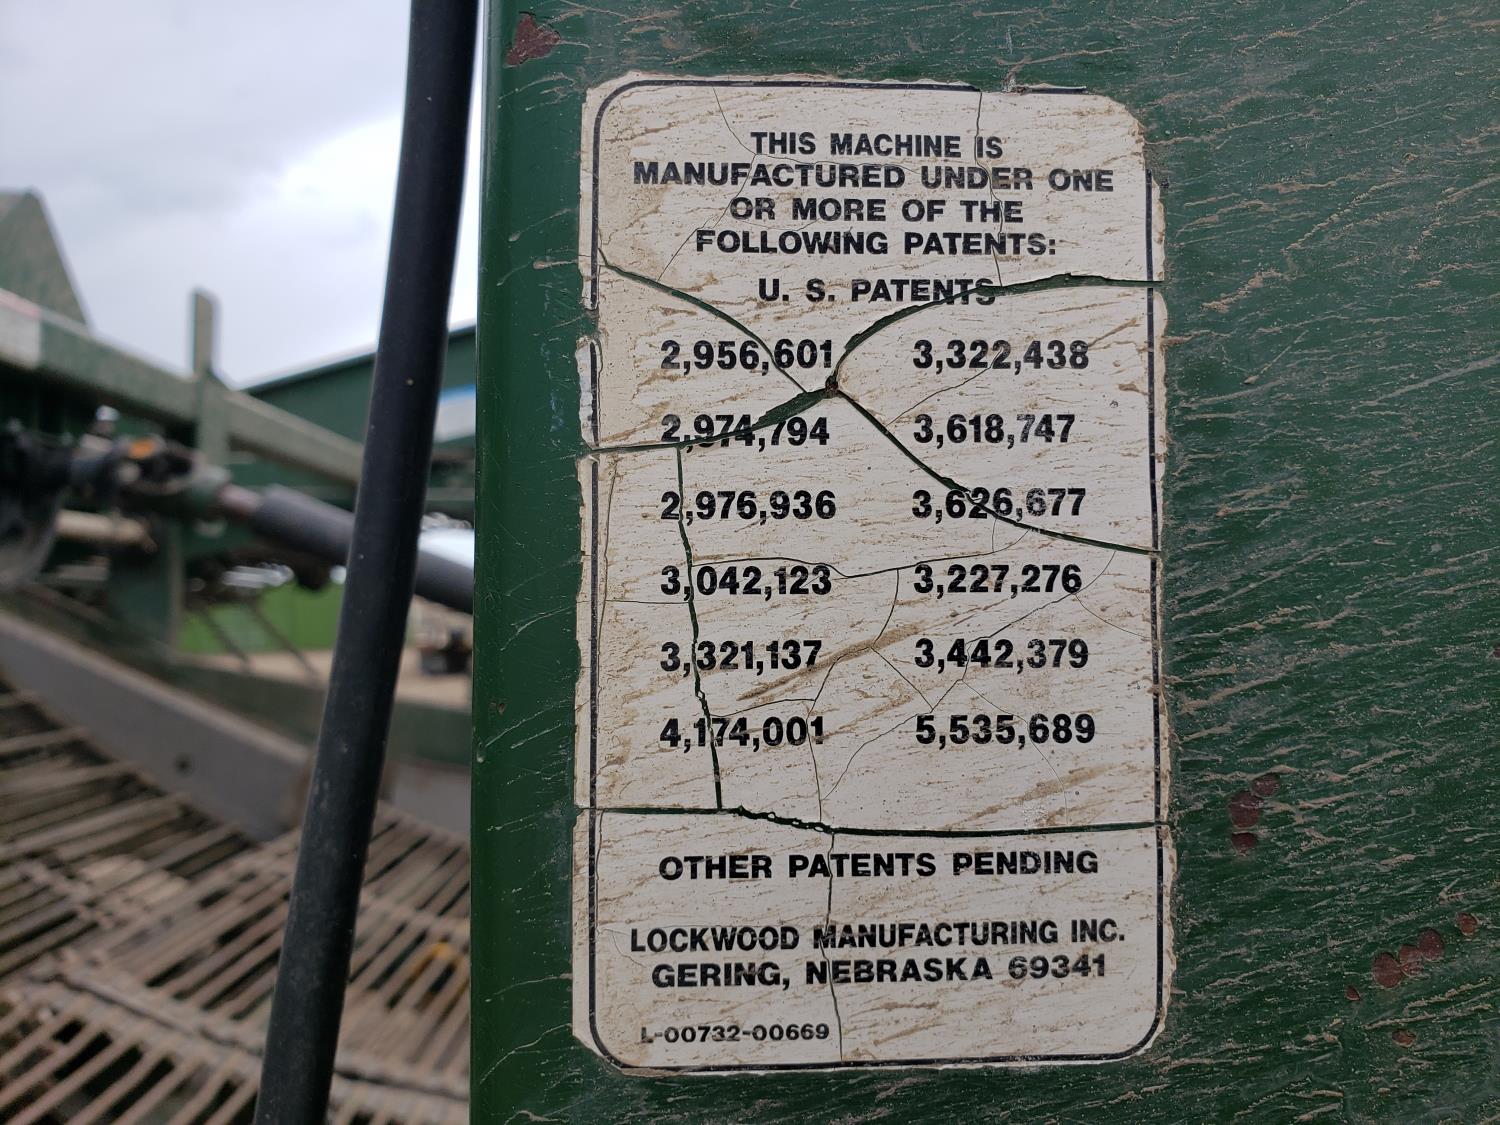 THIS MACHINE IS
MANUFACTURED UNDER ONE
OR MORE OF THE
FOLLOWING PATENTS:
U. S. PATENTS
2,956,601 3,322,438
2,974,794 3,618,747
2,976,936 3,626,677
3,042,123 3,227,276
3,321,137 3,442,379
4,174,001 5,535,689
OTHER PATENTS PENDING
LOCKWOOD MANUFACTURING INC.
GERING, NEBRASKA 69341
L-00732-00669